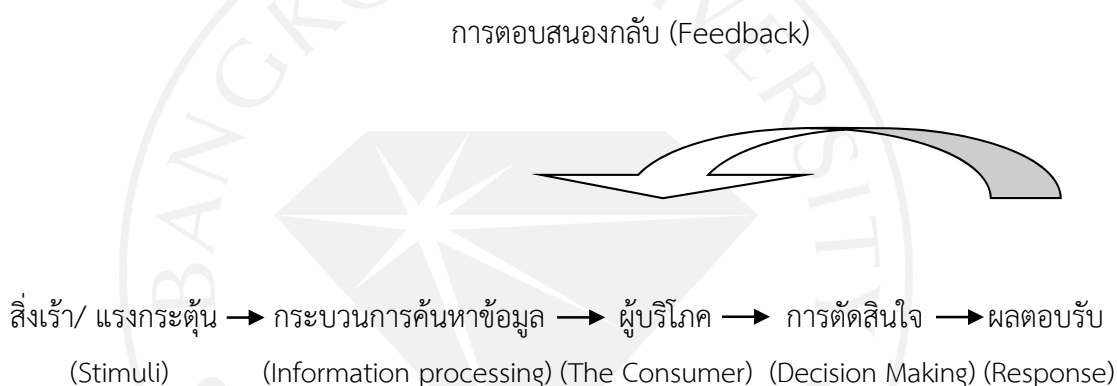 การตอบสนองกลับ (Feedback)
สิ่งเร้า/ แรงกระตุ้น กระบวนการค้นหาข้อมูล ผู้บริโภค การตัดสินใจ ผลตอบรับ
(Stimuli) (Information processing) (The Consumer) (Decision Making) (Response)